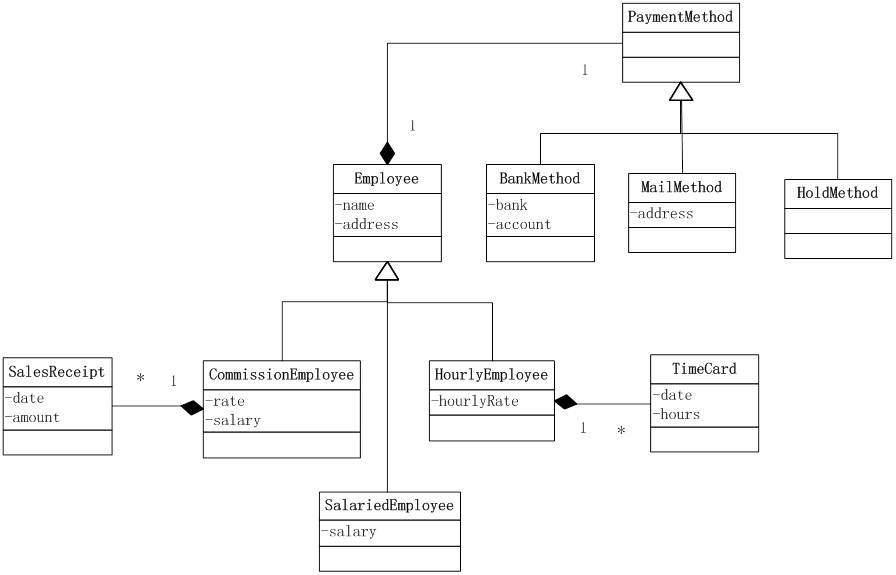 PaymentMethod
1
1
Employee
-name
-address
BankMethod
-bank
-account
MailMethod
-address
HoldMethod
SalesReceipt
-date
-amount
*
1
CommissionEmployee
-rate
-salary
HourlyEmployee
-hourlyRate
1
*
TimeCard
-date
-hours
SalariedEmployee
-salary